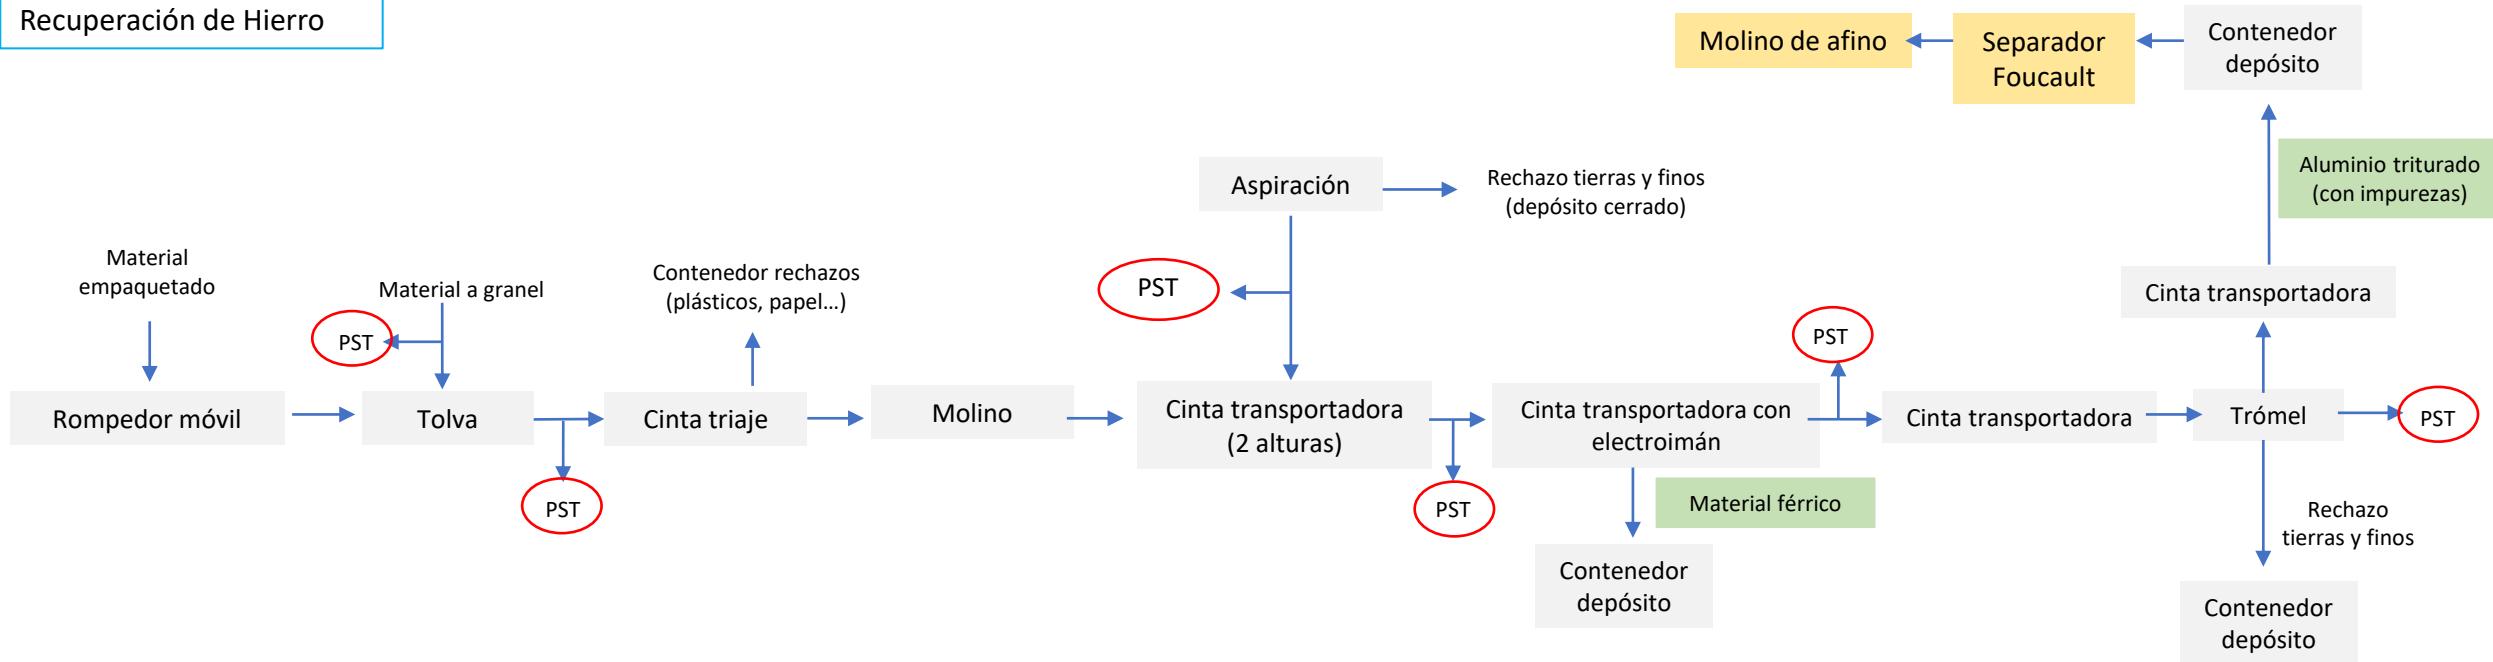 Recuperación de Hierro
Molino de afino
Separador
Foucault
Contenedor
depósito
Aluminio triturado
(con impurezas)
Aspiración
Rechazo tierras y finos
(depósito cerrado)
Material
empaquetado
Material a granel
Contenedor rechazos
(plásticos, papel...)
PST
PST
PST
Cinta transportadora
Rompedor móvil
Tolva
Cinta triaje
Molino
Cinta transportadora
(2 alturas)
Cinta transportadora con
electroimán
Cinta transportadora
Trómel
PST
PST
PST
Material férrico
Rechazo
tierras y finos
Contenedor
depósito
Contenedor
depósito